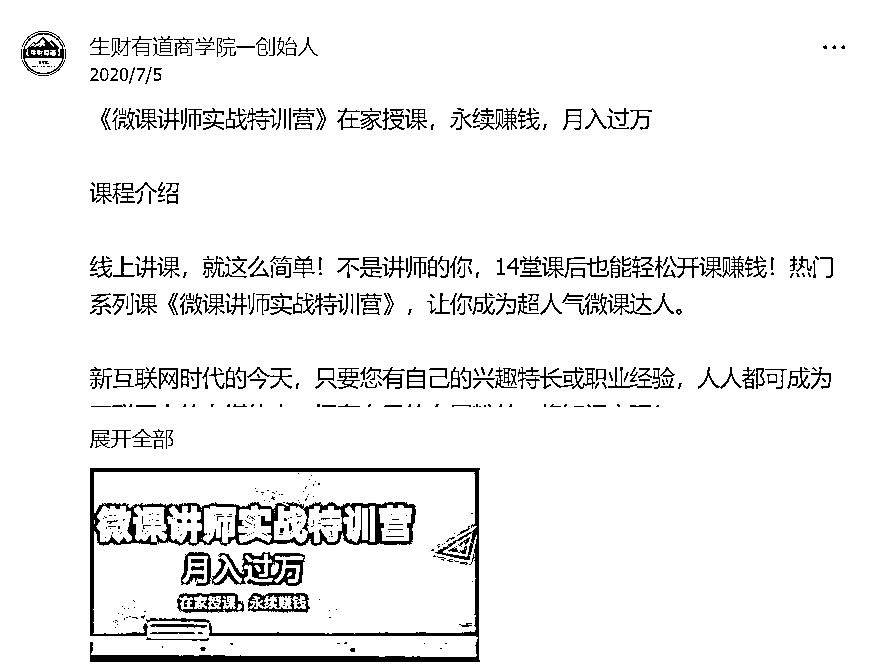 生财有道商学院一创始人
2020/7/5
《微课讲师实战特训营》在家授课，永续赚钱，月入过万
课程介绍
线上讲课，就这么简单！不是讲师的你，14堂课后也能轻松开课赚钱！热门
系列课《微课讲师实战特训营》，让你成为超人气微课达人。
新互联网时代的今天，只要您有自己的兴趣特长或职业经验，人人都可成为
展开全部
微课讲师实战特训营
月入过万
在家授课，永续赚钱